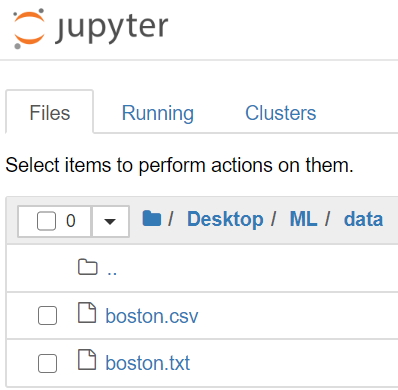 jupyter
Files Running Clusters
Select items to perform actions on them.
0 / Desktop / ML / data
..
boston.csv
boston.txt